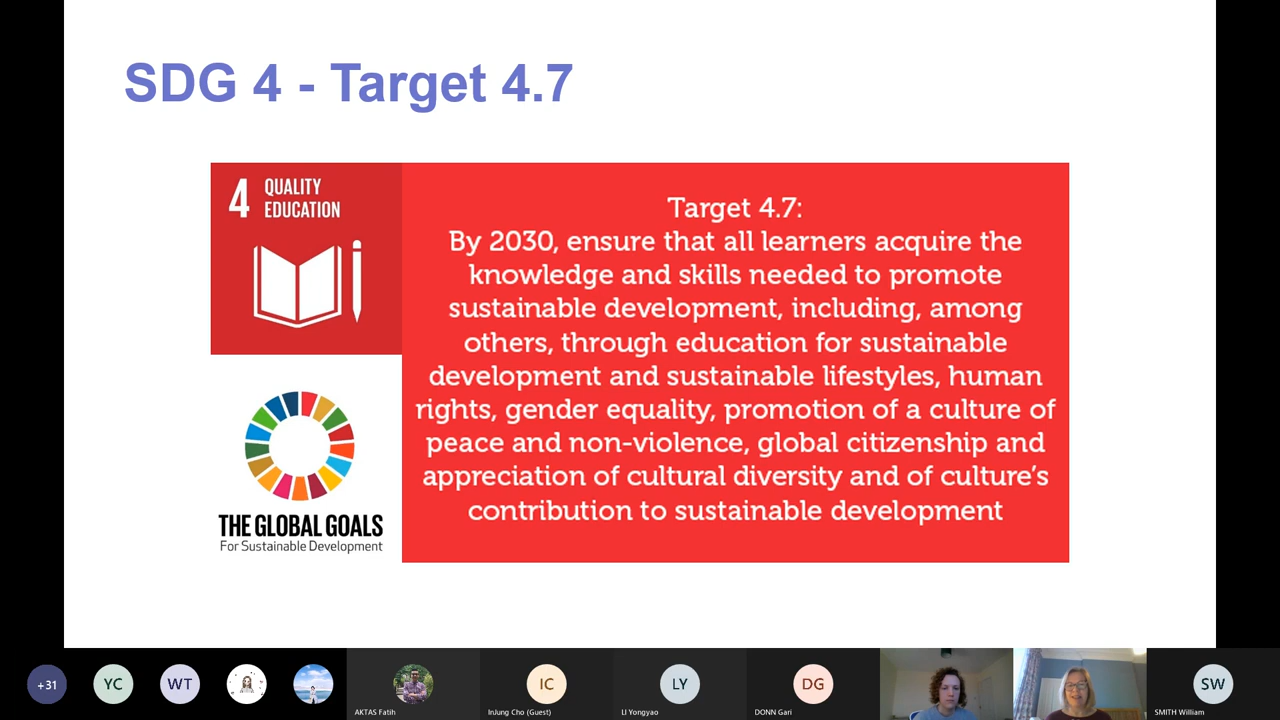 SDG 4 - Target 4.7
4 QUALITY
EDUCATION
Target 4.7:
By 2030, ensure that all learners acquire the
knowledge and skills needed to promote
sustainable development, including, among
others, through education for sustainable
development and sustainable lifestyles, human
rights, gender equality, promotion of a culture of
peace and non-violence, global citizenship and
appreciation of cultural diversity and of culture's
contribution to sustainable development
THE GLOBAL GOALS
For Sustainable Development
+31
YC
WT
AKTAS Fatih
IC
InJung Cho (Guest)
LY
LI Yongyao
DG
DONN Gari
SW
SMITH William